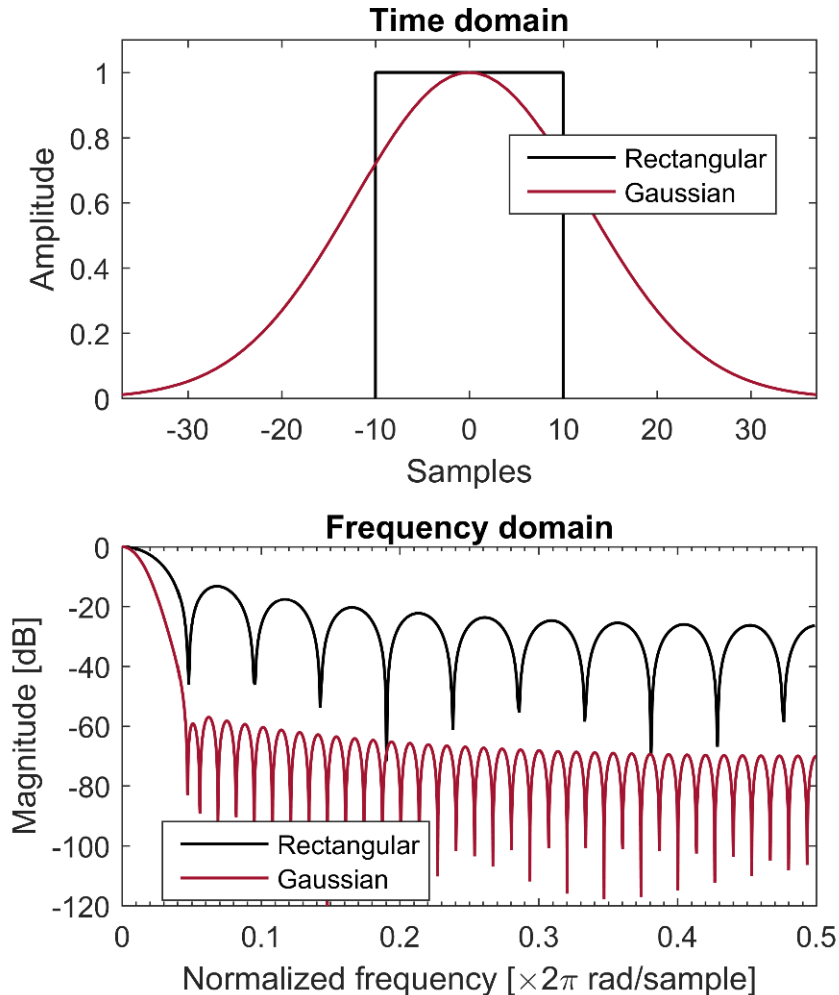 Time domain
1
0.8
0.6
0.4
0.2
0
Amplitude
Rectangular
Gaussian
-30
-20
-10
0
10
20
30
Samples
Frequency domain
0
-20
-40
-60
-80
-100
-120
Magnitude [dB]
Rectangular
Gaussian
0
0.1
0.2
0.3
0.4
0.5
Normalized frequency [×2π rad/sample]